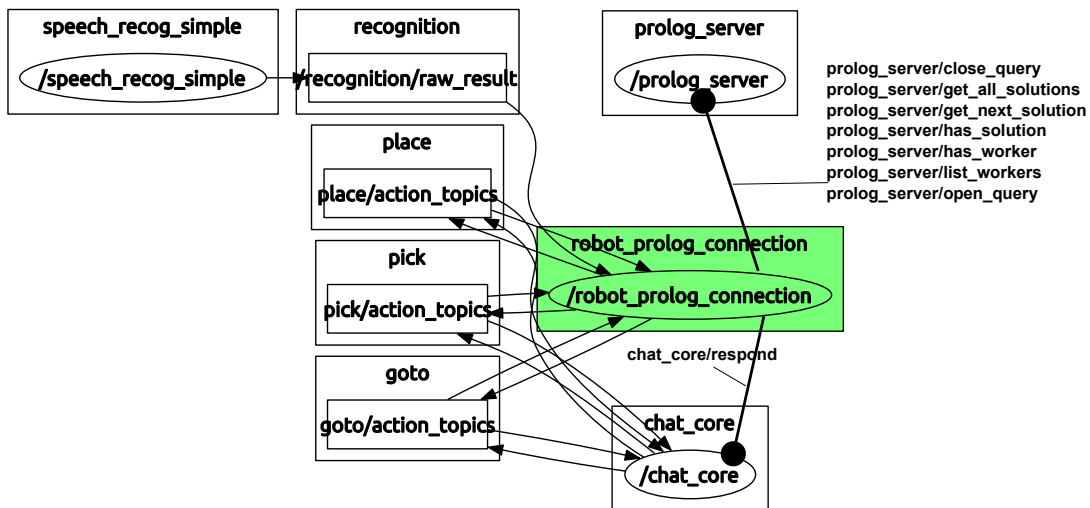 speech_recog_simple
/speech_recog_simple
recognition
/recognition/raw_result
prolog_server
/prolog_server
prolog_server/close_query
prolog_server/get_all_solutions
prolog_server/get_next_solution
prolog_server/has_solution
prolog_server/has_worker
prolog_server/list_workers
prolog_server/open_query
place
place/action_topics
robot_prolog_connection
/robot_prolog_connection
pick
pick/action_topics
chat_core/respond
goto
goto/action_topics
chat_core
/chat_core